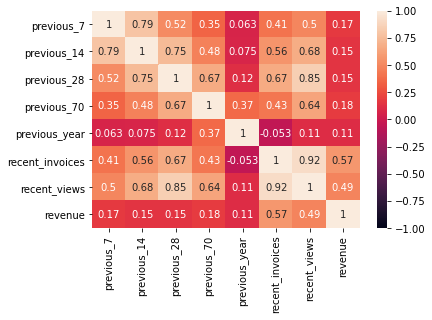 previous_7 1 0.79 0.52 0.35 0.063 0.41 0.5 0.17
previous_14 0.79 1 0.75 0.48 0.075 0.56 0.68 0.15
previous_28 0.52 0.75 1 0.67 0.12 0.67 0.85 0.15
previous_70 0.35 0.48 0.67 1 0.37 0.43 0.64 0.18
previous_year 0.063 0.075 0.12 0.37 1 -0.053 0.11 0.11
recent_invoices 0.41 0.56 0.67 0.43 -0.053 1 0.92 0.57
recent_views 0.5 0.68 0.85 0.64 0.11 0.92 1 0.49
revenue 0.17 0.15 0.15 0.18 0.11 0.57 0.49 1
previous_7
previous_14
previous_28
previous_70
previous_year
recent_invoices
recent_views
revenue
1.00
0.75
0.50
0.25
0.00
−0.25
−0.50
−0.75
−1.00